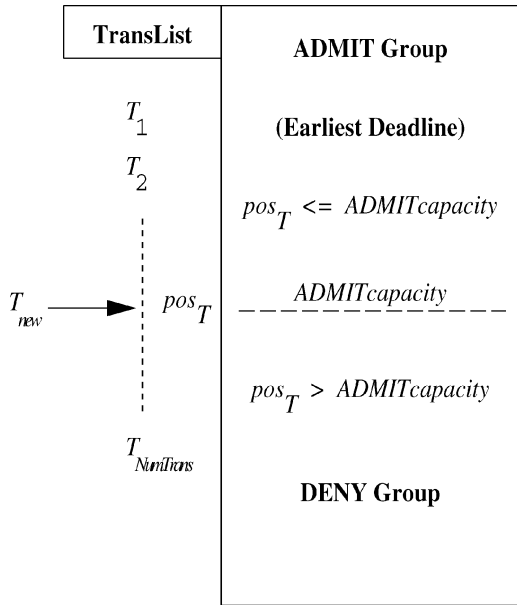 TransList
ADMIT Group
T1
(Earliest Deadline)
T2
posT <= ADMITcapacity
ADMITcapacity
Tnew
posT
posT > ADMITcapacity
TNumTrans
DENY Group